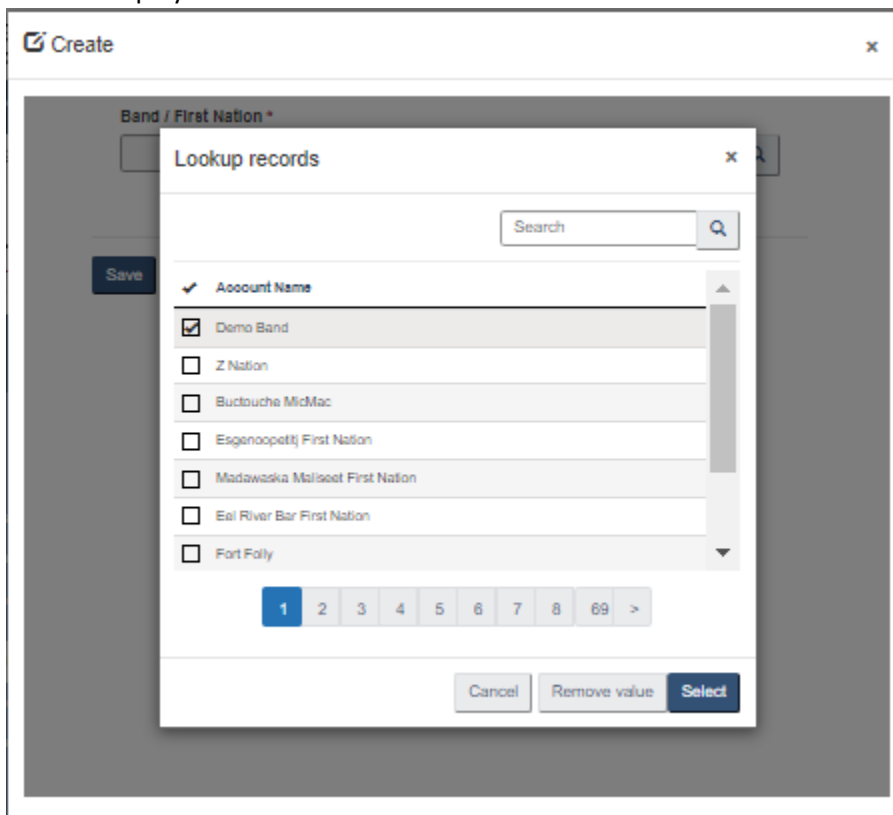 Create ×
Band / First Nation *
Lookup records ×
Search
Save
Account Name
Demo Band
Z Nation
Buctouche MicMac
Esgenoopetitj First Nation
Madawaska Maliseet First Nation
Eel River Bar First Nation
Fort Folly
1 2 3 4 5 6 7 8 69 >
Cancel Remove value Select